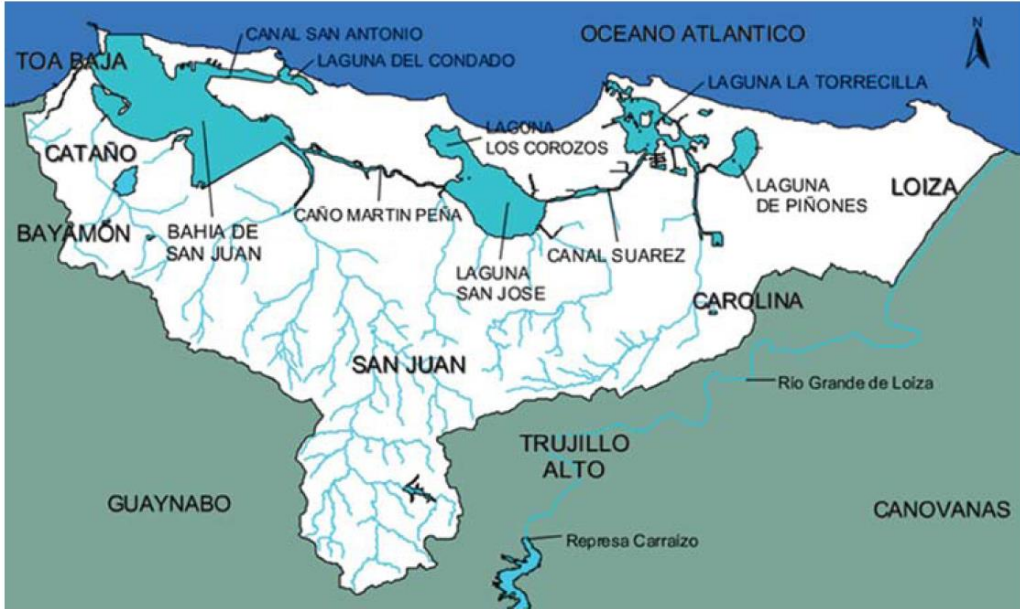 CANAL SAN ANTONIO
OCEANO ATLANTICO
N
TOA BAJA
LAGUNA DEL CONDADO
LAGUNA LA TORRECILLA
LAGUNA
LOS COROZOS
CATAÑO
LAGUNA
DE PIÑONES
LOIZA
CAÑO MARTIN PEÑA
BAYAMÓN
BAHIA DE
SAN JUAN
CANAL SUAREZ
LAGUNA
SAN JOSE
CAROLINA
SAN JUAN
Río Grande de Loiza
TRUJILLO
ALTO
GUAYNABO
CANOVANAS
Represa Carraízo